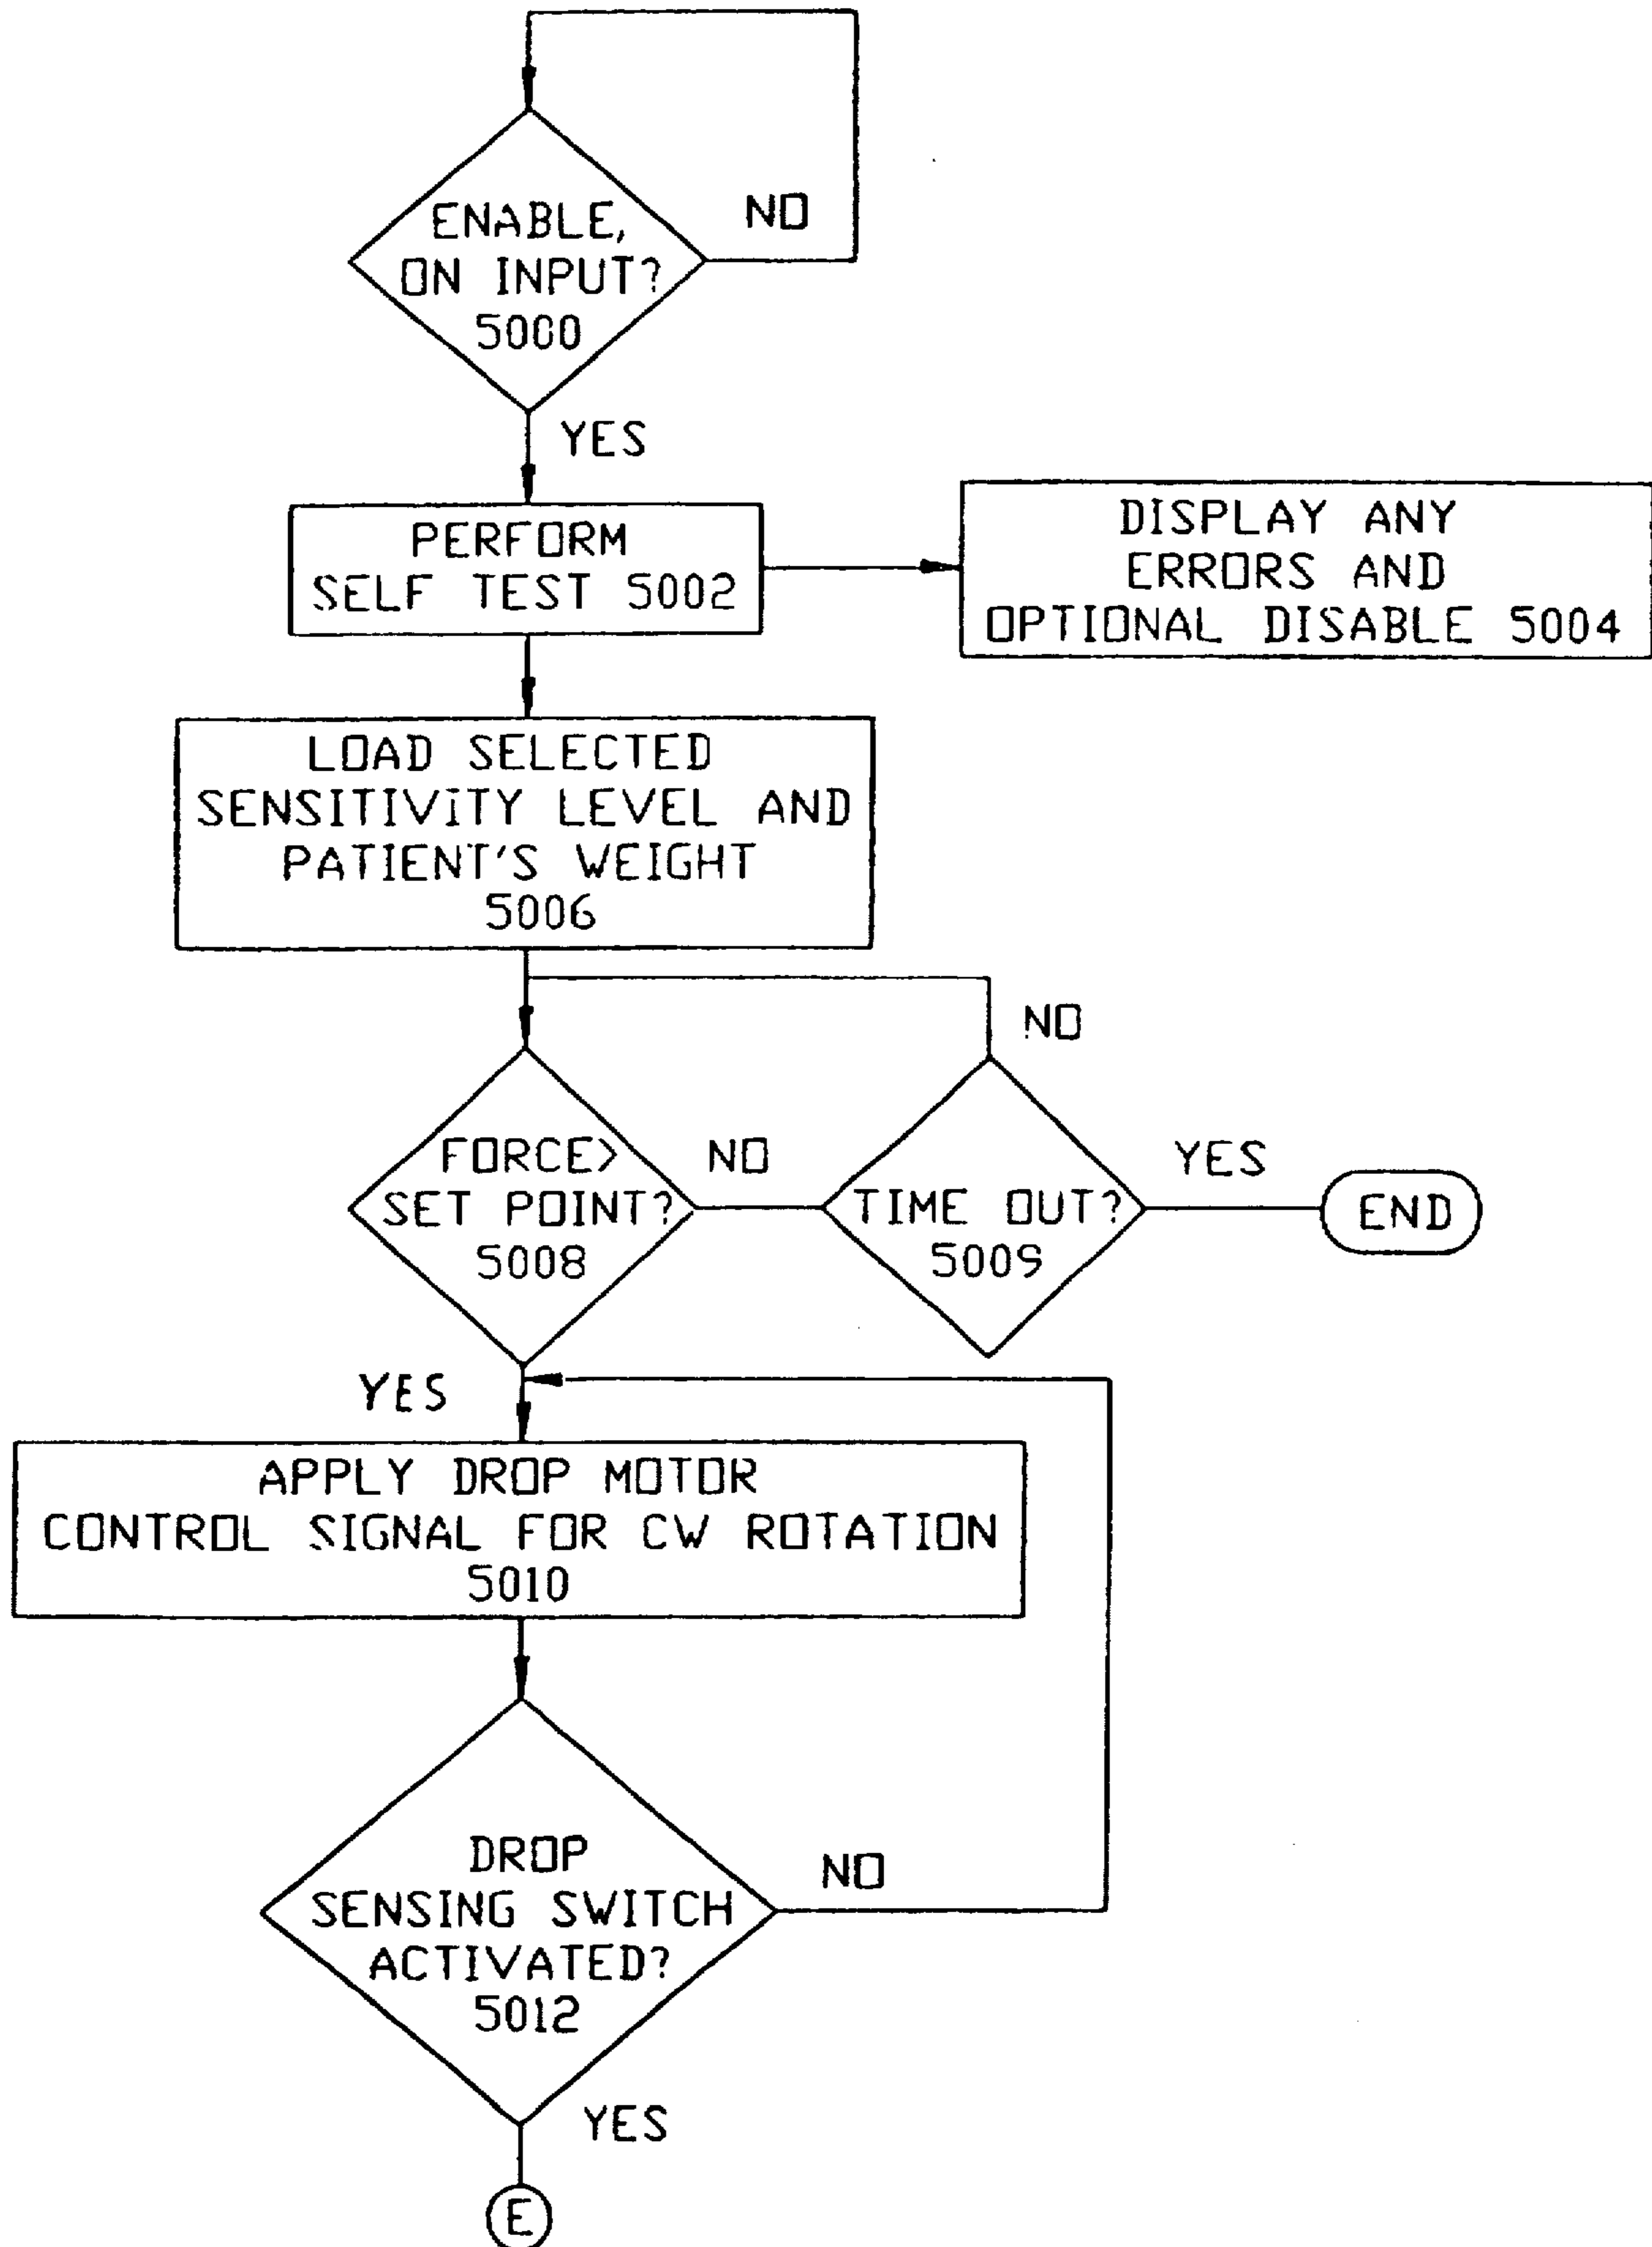 NO
ENABLE,
ON INPUT?
5000
YES
PERFORM
SELF TEST 5002
DISPLAY ANY
ERRORS AND
OPTIONAL DISABLE 5004
LOAD SELECTED
SENSITIVITY LEVEL AND
PATIENT'S WEIGHT
5006
NO
FORCE>
SET POINT?
5008
NO
TIME OUT?
5009
YES
END
YES
APPLY DROP MOTOR
CONTROL SIGNAL FOR CW ROTATION
5010
DROP
SENSING SWITCH
ACTIVATED?
5012
NO
YES
E